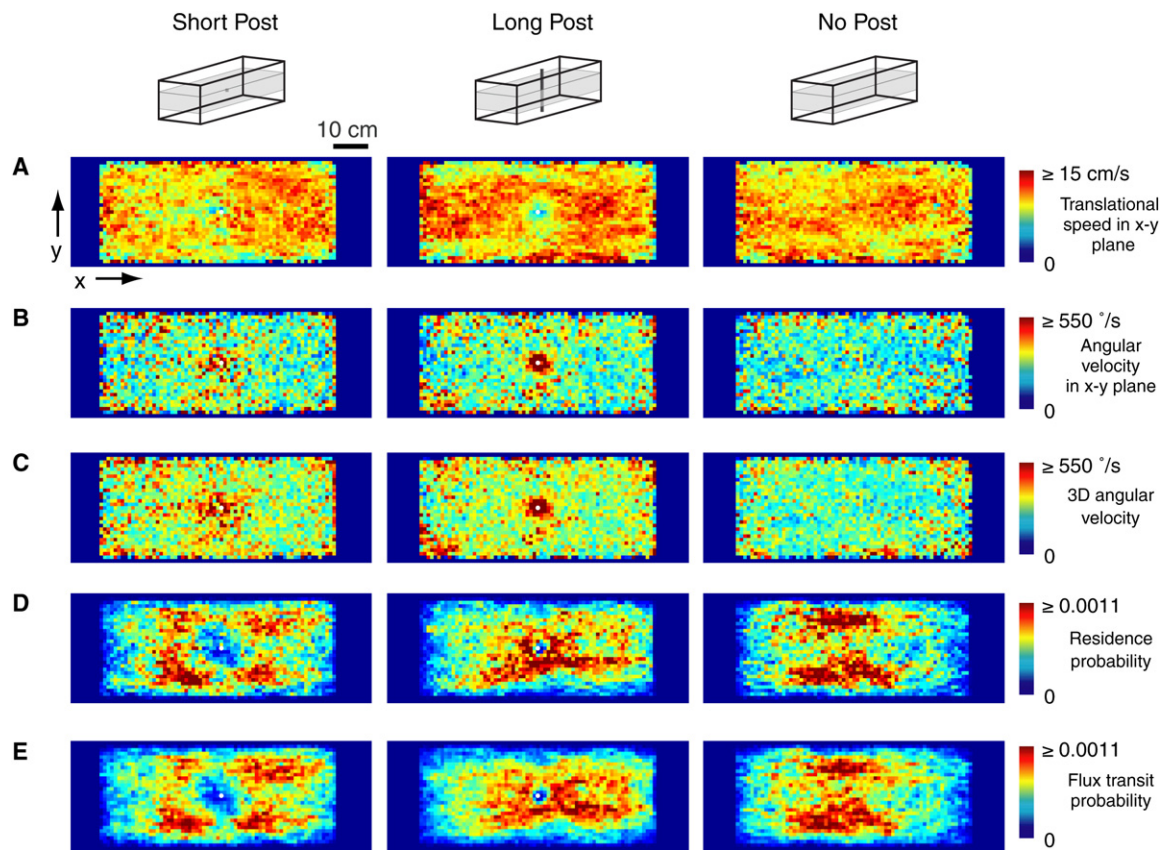 Short Post
Long Post
No Post
10 cm
A
y
x
≥ 15 cm/s
Translational
speed in x-y
plane
0
B
≥ 550 °/s
Angular
velocity
in x-y plane
0
C
≥ 550 °/s
3D angular
velocity
0
D
≥ 0.0011
Residence
probability
0
E
≥ 0.0011
Flux transit
probability
0